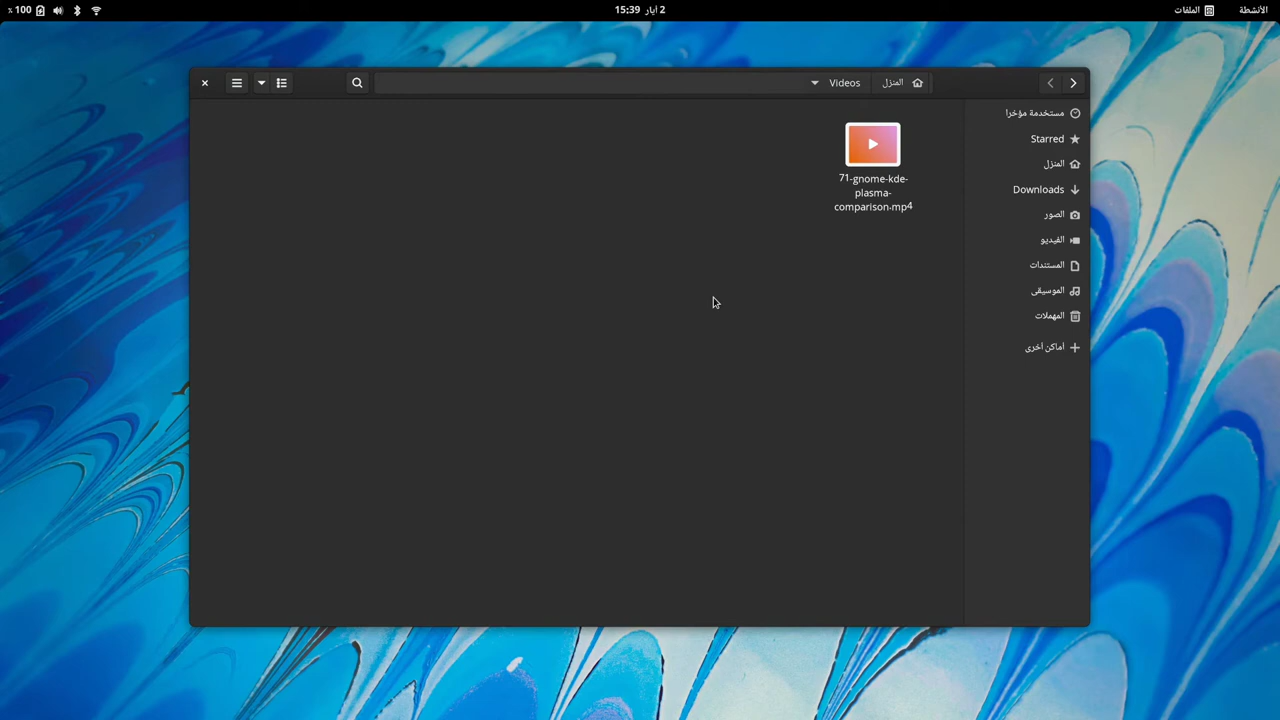 الأنشطة
الملفات
2 أيار 15:39
100 ٪
المنزل
Videos
مستخدمة مؤخرا
Starred
المنزل
Downloads
الصور
الفيديو
المستندات
الموسيقى
المهملات
أماكن أخرى
71-gnome-kde-
plasma-
comparison-mp4